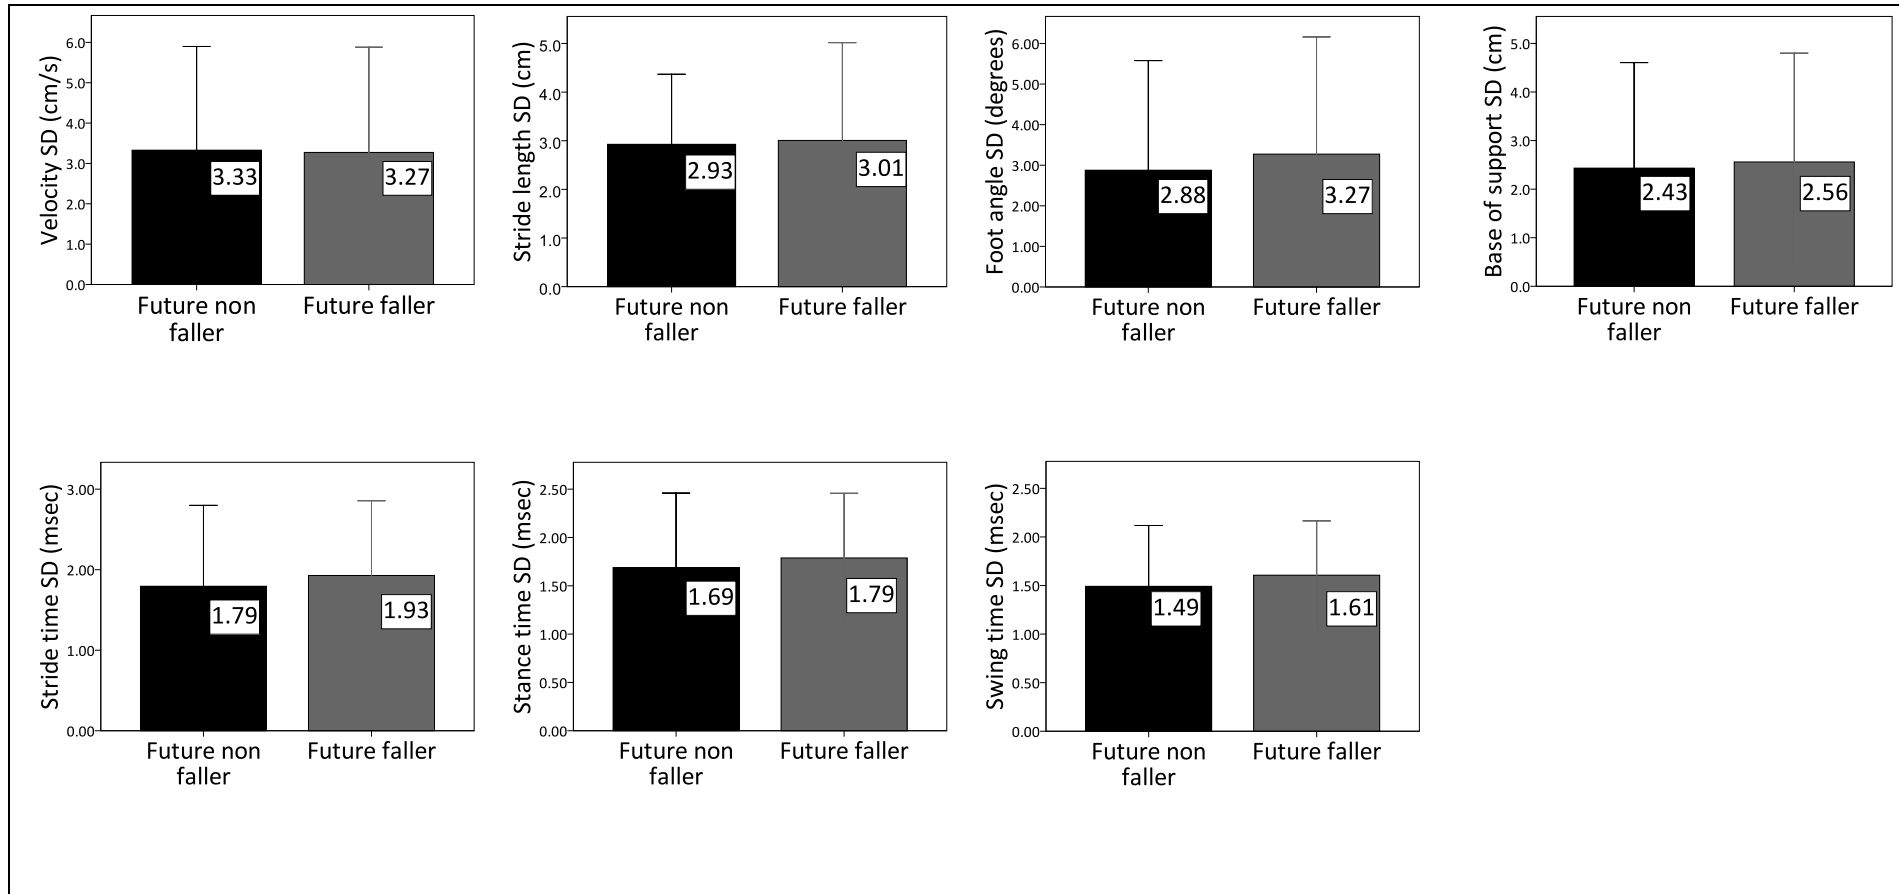 Velocity SD (cm/s)
6.0
5.0
4.0
3.0
2.0
1.0
0.0
3.33
3.27
Future non
faller
Future faller
Stride length SD (cm)
5.0
4.0
3.0
2.0
1.0
0.0
2.93
3.01
Future non
faller
Future faller
Foot angle SD (degrees)
6.00
5.00
4.00
3.00
2.00
1.00
0.00
2.88
3.27
Future non
faller
Future faller
Base of support SD (cm)
5.0
4.0
3.0
2.0
1.0
0.0
2.43
2.56
Future non
faller
Future faller
Stride time SD (msec)
3.00
2.00
1.00
0.00
1.79
1.93
Future non
faller
Future faller
Stance time SD (msec)
2.50
2.00
1.50
1.00
0.50
0.00
1.69
1.79
Future non
faller
Future faller
Swing time SD (msec)
2.50
2.00
1.50
1.00
0.50
0.00
1.49
1.61
Future non
faller
Future faller